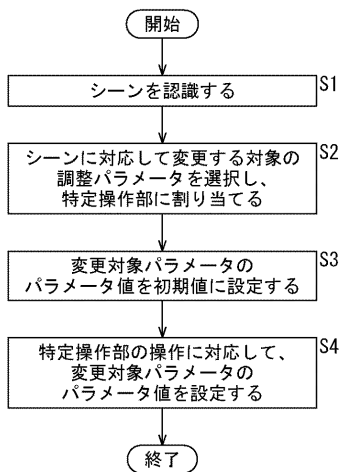 開始
シーンを認識する
S1
シーンに対応して変更する対象の
調整パラメータを選択し、
特定操作部に割り当てる
S2
変更対象パラメータの
パラメータ値を初期値に設定する
S3
特定操作部の操作に対応して、
変更対象パラメータの
パラメータ値を設定する
S4
終了